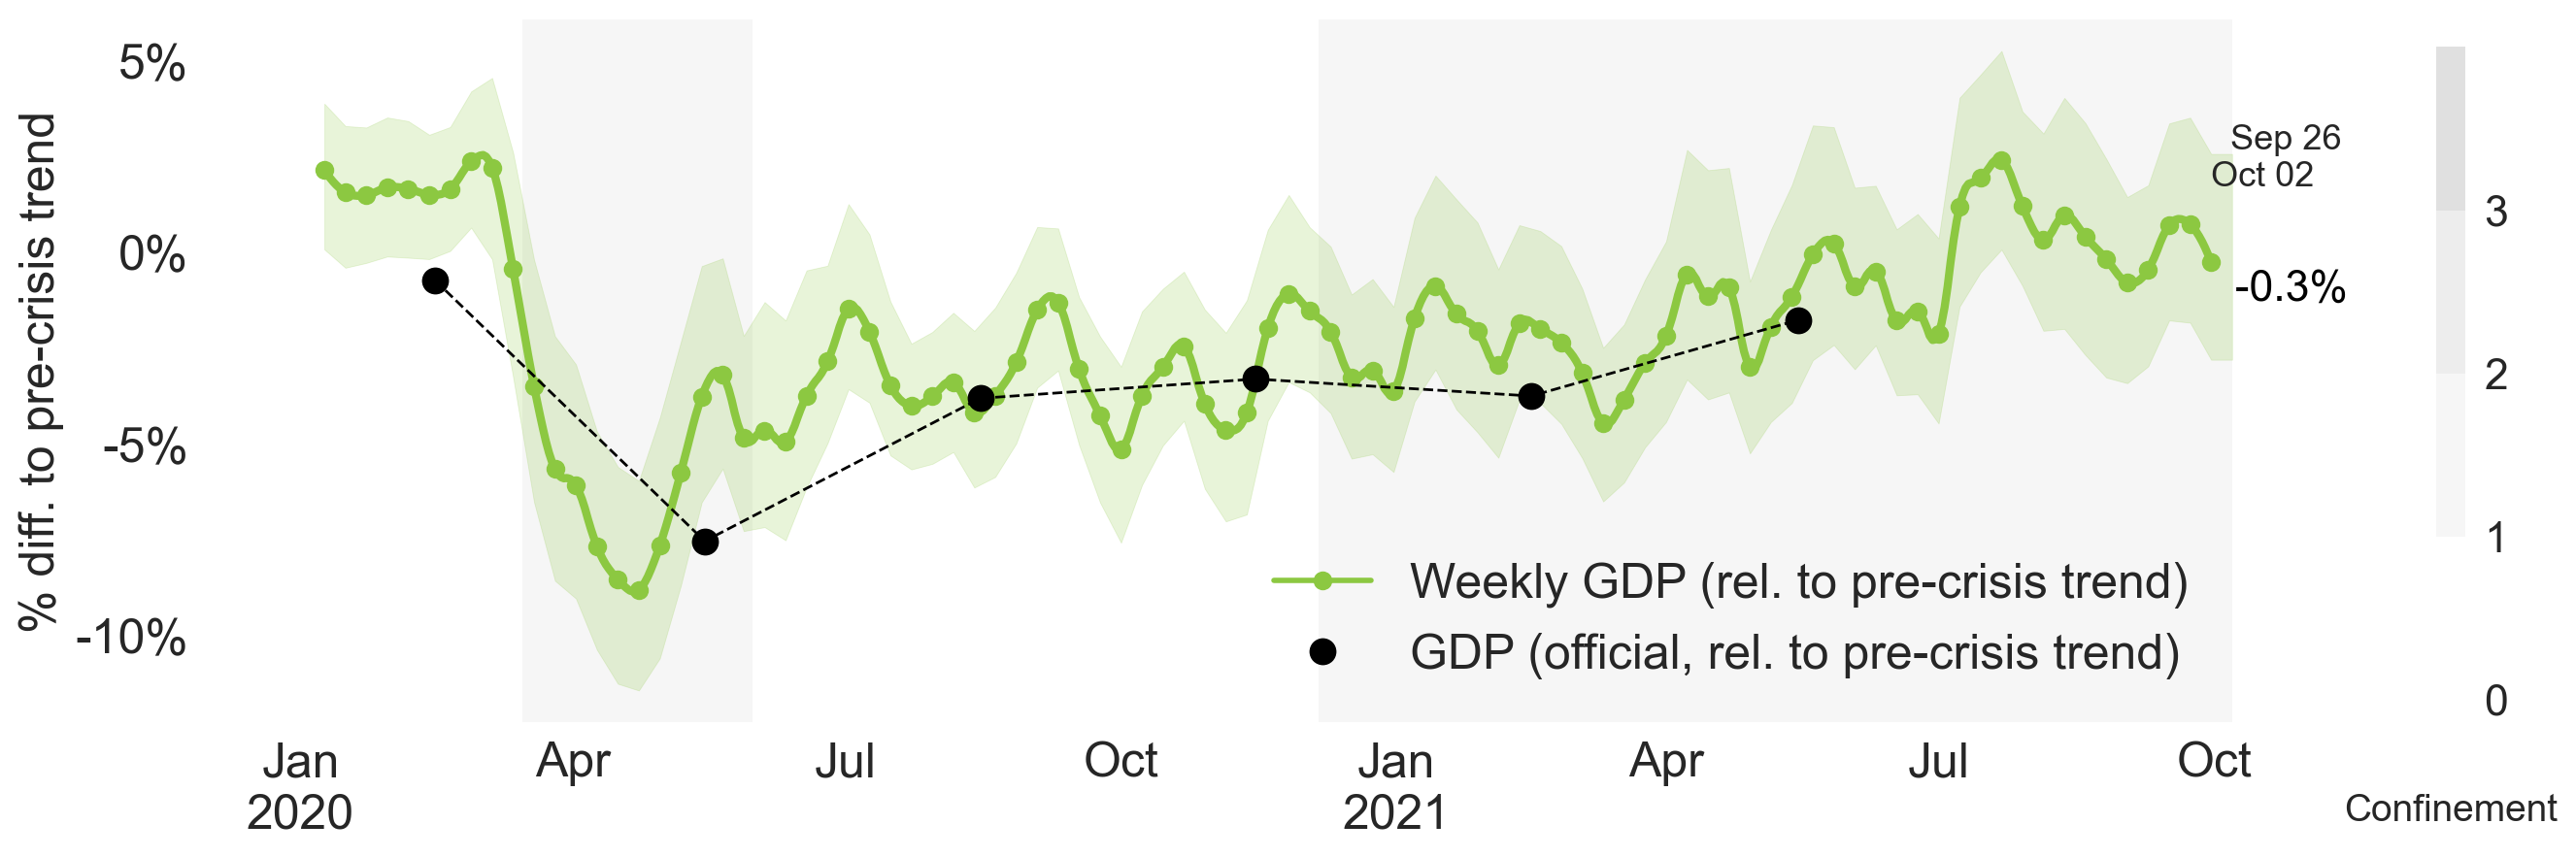 % diff. to pre-crisis trend
5%
0%
-5%
-10%
Sep 26
Oct 02
-0.3%
Weekly GDP (rel. to pre-crisis trend)
GDP (official, rel. to pre-crisis trend)
Jan Apr Jul Oct Jan Apr Jul Oct
2020 2021
3
2
1
0
Confinement